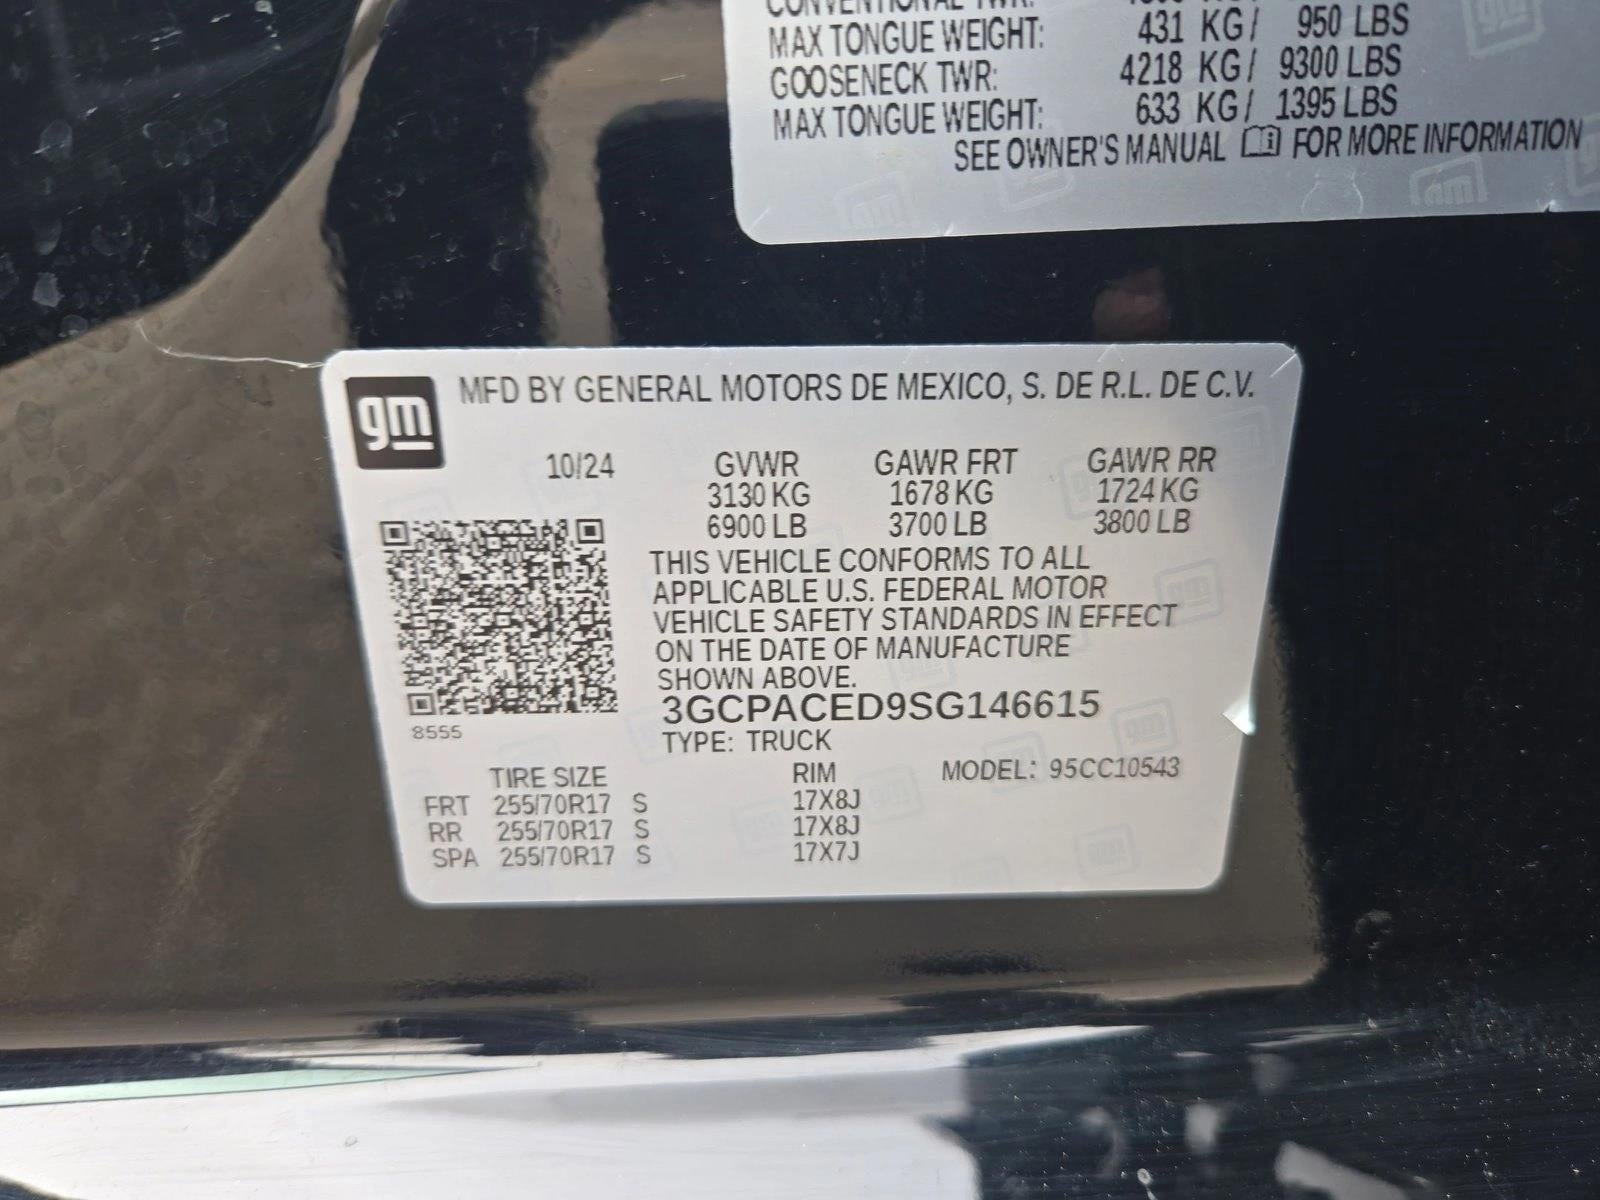 CONVENTIONAL TWR:
MAX TONGUE WEIGHT: 431 KG/ 950 LBS
GOOSENECK TWR: 4218 KG/ 9300 LBS
MAX TONGUE WEIGHT: 633 KG/ 1395 LBS
SEE OWNER'S MANUAL FOR MORE INFORMATION
gm MFD BY GENERAL MOTORS DE MEXICO, S. DE R.L. DE C.V.
10/24 GVWR GAWR FRT GAWR RR
3130 KG 1678 KG 1724 KG
6900 LB 3700 LB 3800 LB
THIS VEHICLE CONFORMS TO ALL
APPLICABLE U.S. FEDERAL MOTOR
VEHICLE SAFETY STANDARDS IN EFFECT
ON THE DATE OF MANUFACTURE
SHOWN ABOVE.
3GCPACED9SG146615
8555
TYPE: TRUCK
TIRE SIZE RIM MODEL: 95CC10543
FRT 255/70R17 S 17X8J
RR 255/70R17 S 17X8J
SPA 255/70R17 S 17X7J